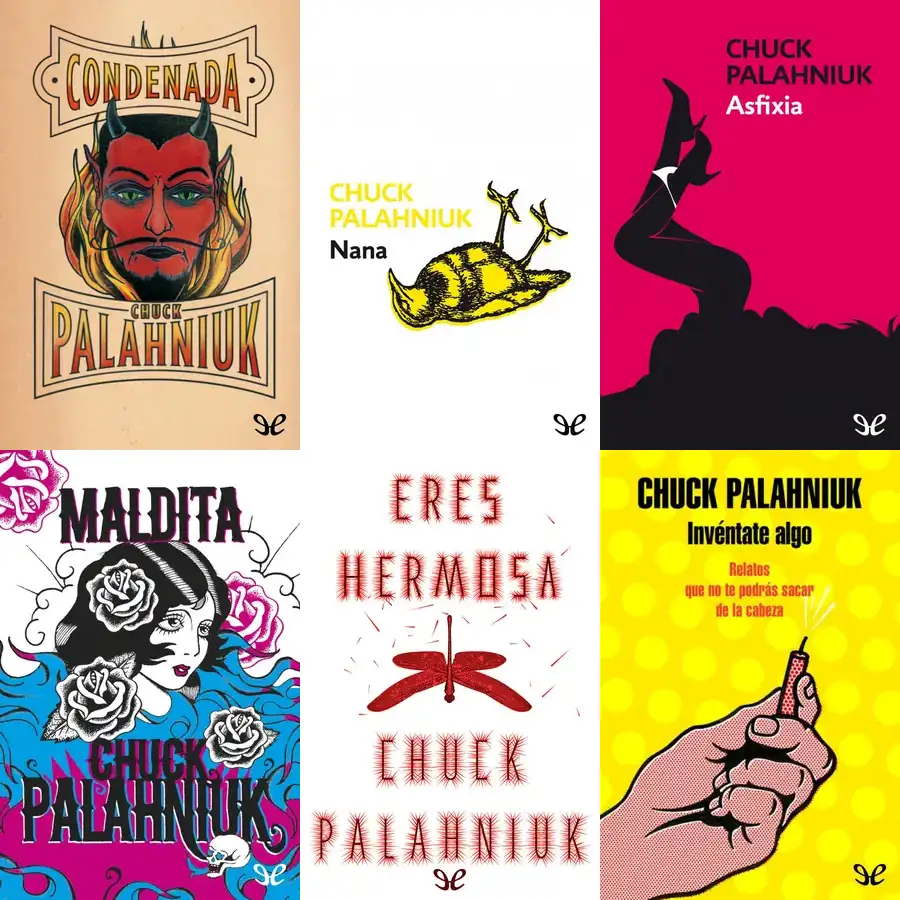 CONDENADA
CHUCK
PALAHNIUK
CHUCK
PALAHNIUK
Nana
CHUCK
PALAHNIUK
Asfixia
MALDITA
CHUCK
PALAHNIUK
ERES
HERMOSA
CHUCK
PALAHNIUK
CHUCK PALAHNIUK
Invéntate algo
Relatos
que no te podrás sacar
de la cabeza